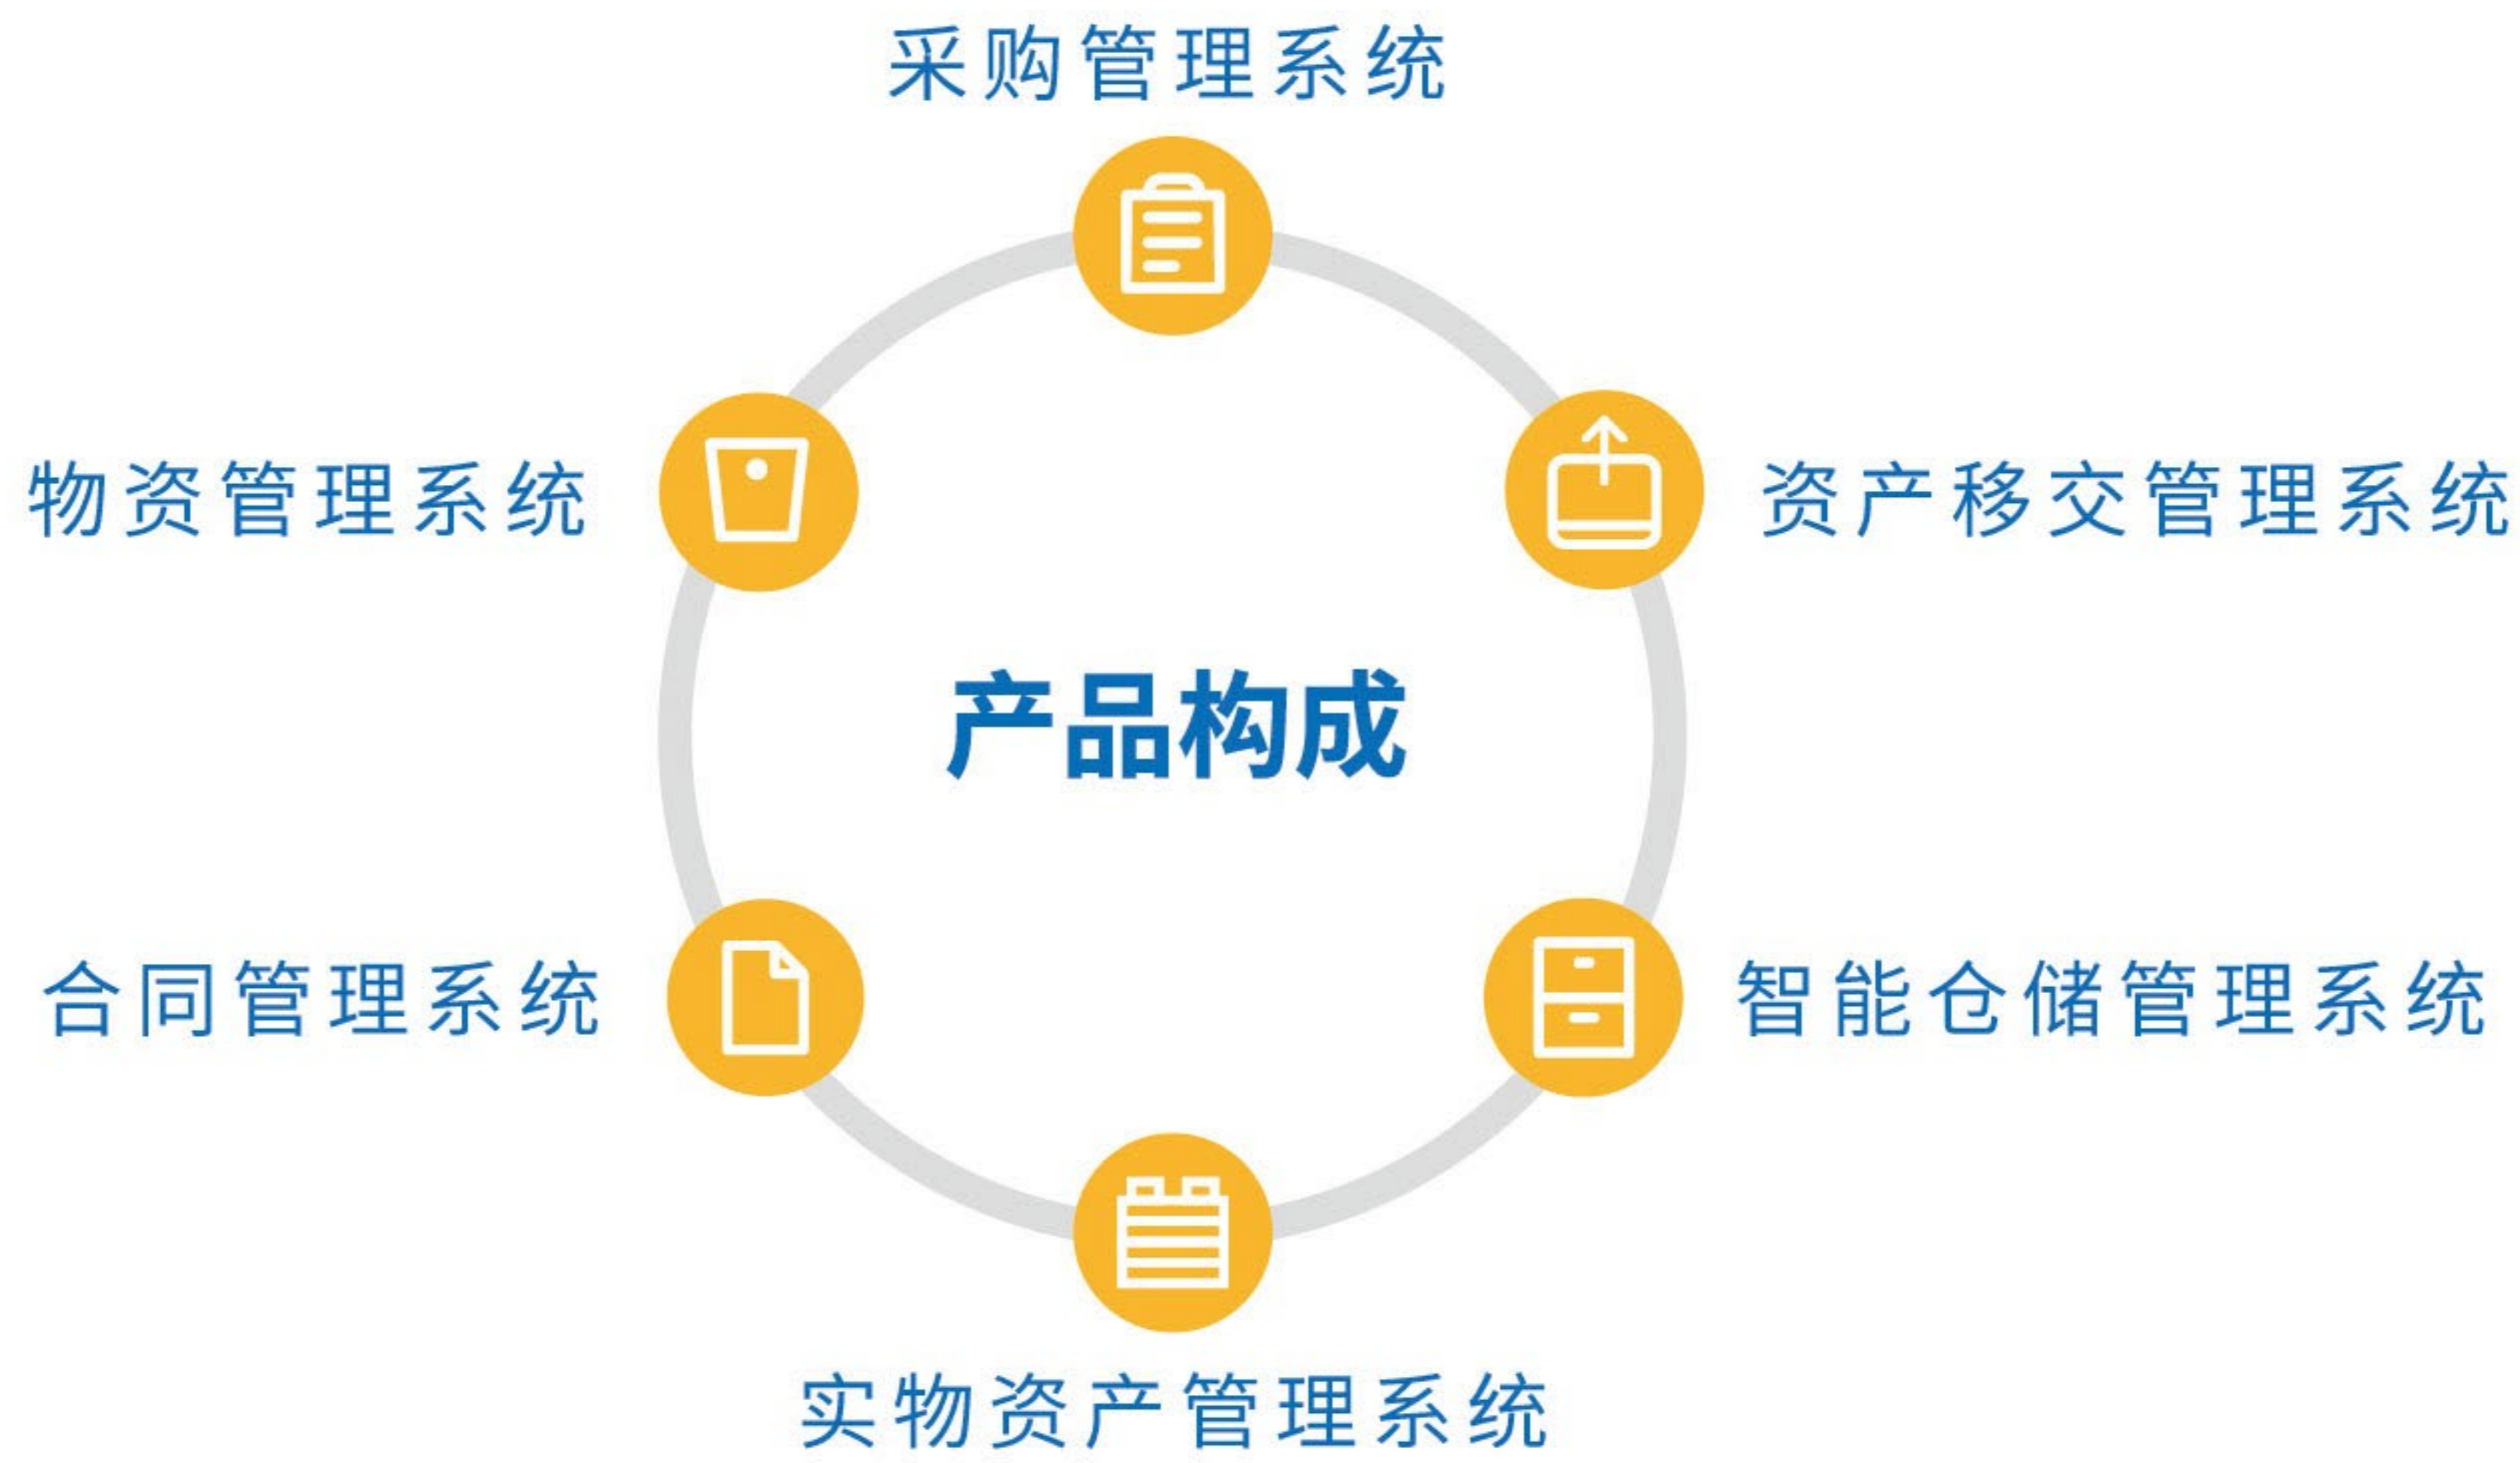 采购管理系统
物资管理系统
资产移交管理系统
产品构成
合同管理系统
智能仓储管理系统
实物资产管理系统